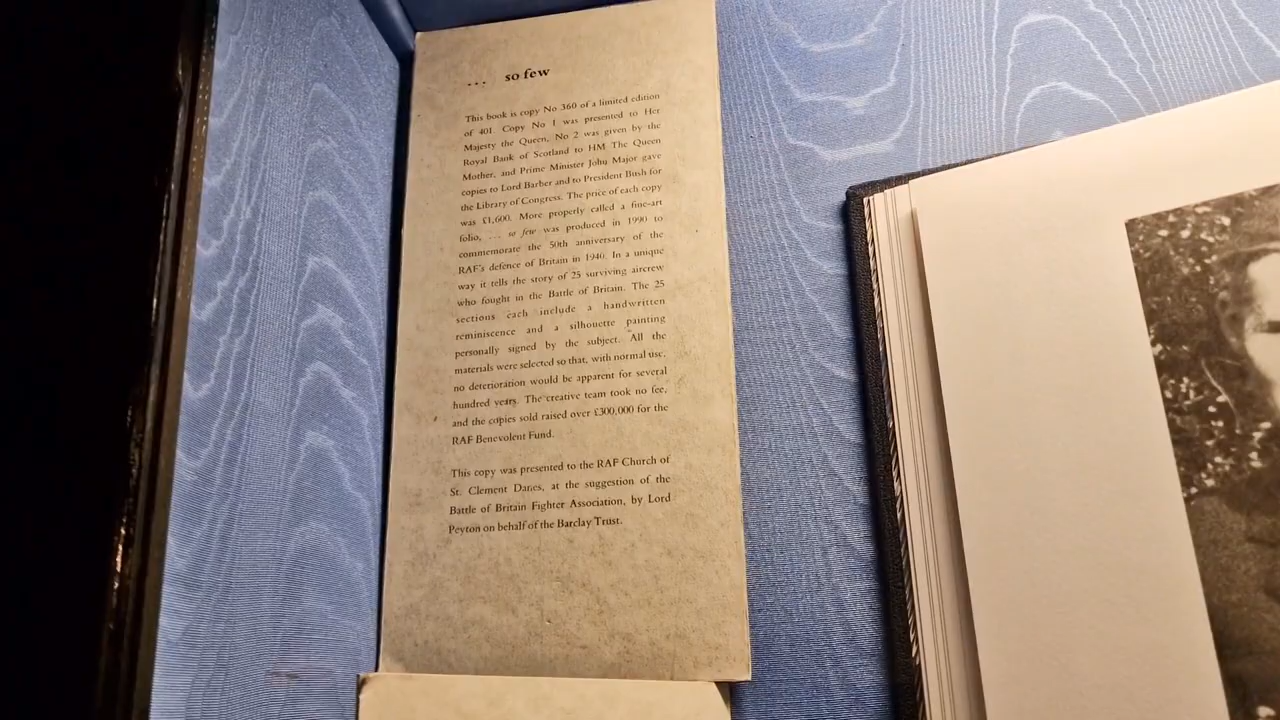 ... so few
This book is copy No 360 of a limited edition
of 401. Copy No 1 was presented to Her
Majesty the Queen, No 2 was given by the
Royal Bank of Scotland to HM The Queen
Mother, and Prime Minister John Major gave
copies to Lord Barber and to President Bush for
the Library of Congress. The price of each copy
was £1,600. More properly called a fine-art
folio, ... so few was produced in 1990 to
commemorate the 50th anniversary of the
RAF's defence of Britain in 1940. In a unique
way it tells the story of 25 surviving aircrew
who fought in the Battle of Britain. The 25
sections each include a handwritten
reminiscence and a silhouette painting
personally signed by the subject. All the
materials were selected so that, with normal use,
no deterioration would be apparent for several
hundred years. The creative team took no fee,
and the copies sold raised over £300,000 for the
RAF Benevolent Fund.
This copy was presented to the RAF Church of
St. Clement Danes, at the suggestion of the
Battle of Britain Fighter Association, by Lord
Peyton on behalf of the Barclay Trust.